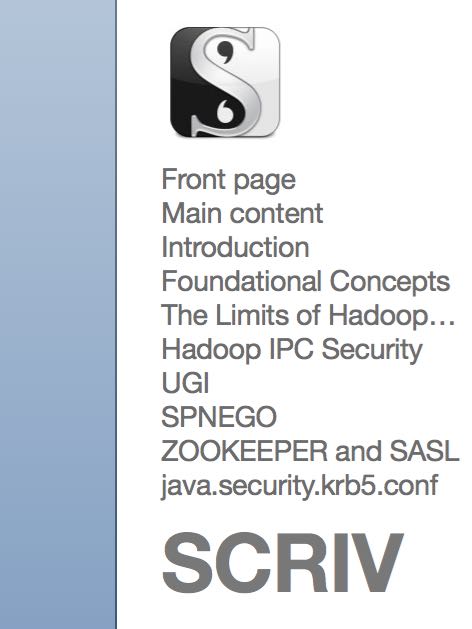 Front page
Main content
Introduction
Foundational Concepts
The Limits of Hadoop…
Hadoop IPC Security
UGI
SPNEGO
ZOOKEEPER and SASL
java.security.krb5.conf
SCRIV